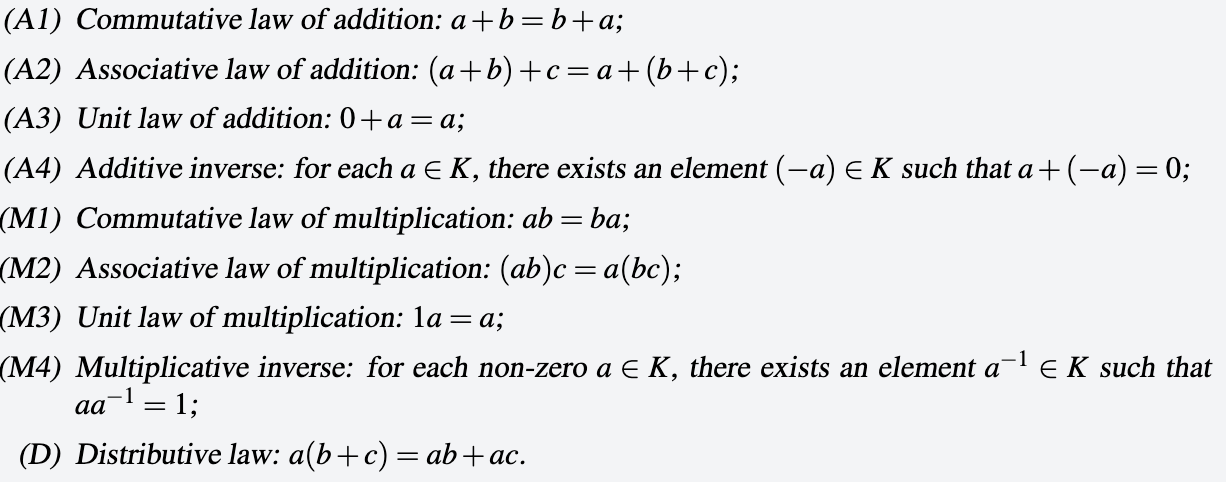 (A1) Commutative law of addition: a + b = b + a;
(A2) Associative law of addition: (a + b) + c = a + (b + c);
(A3) Unit law of addition: 0 + a = a;
(A4) Additive inverse: for each a ∈ K, there exists an element (−a) ∈ K such that a + (−a) = 0;
(M1) Commutative law of multiplication: ab = ba;
(M2) Associative law of multiplication: (ab)c = a(bc);
(M3) Unit law of multiplication: 1a = a;
(M4) Multiplicative inverse: for each non-zero a ∈ K, there exists an element a⁻¹ ∈ K such that
aa⁻¹ = 1;
(D) Distributive law: a(b + c) = ab + ac.